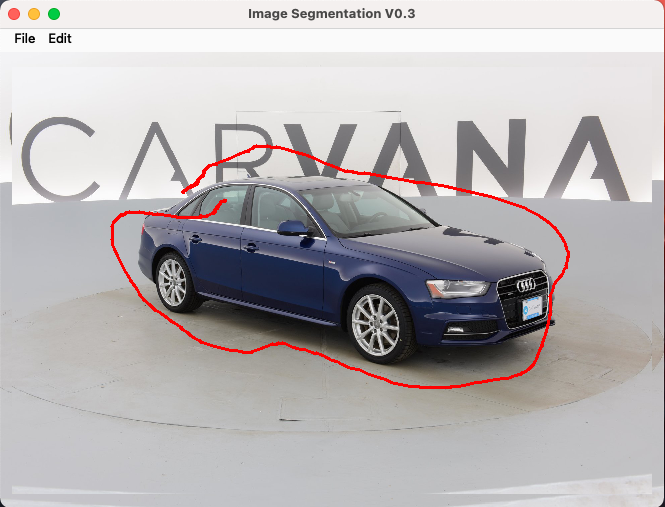 Image Segmentation V0.3
File Edit
CARVANA